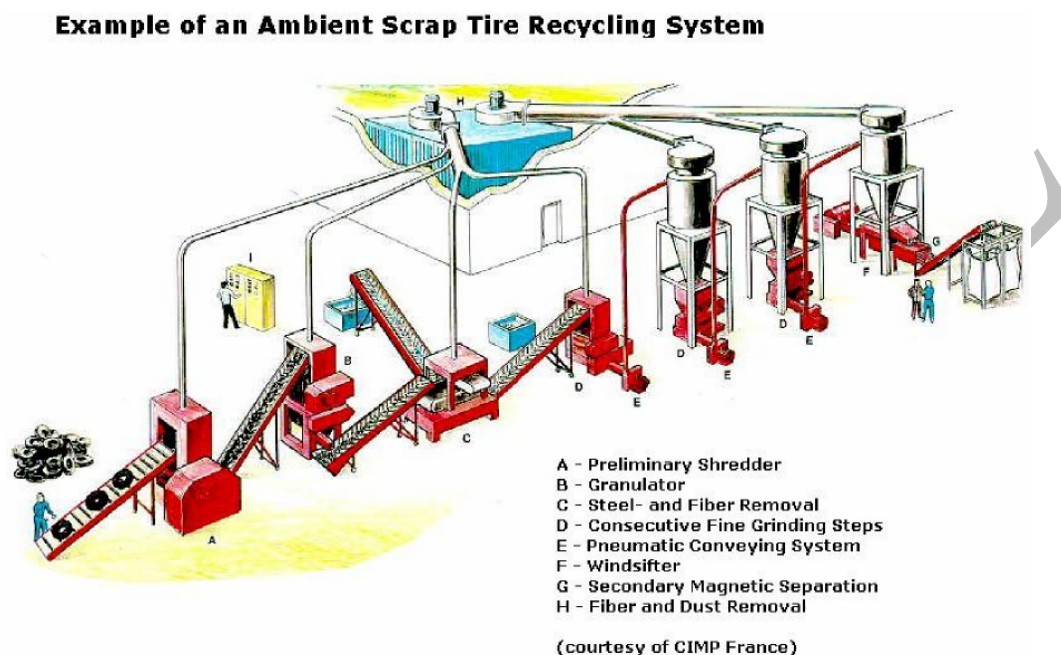 Example of an Ambient Scrap Tire Recycling System
H
I
B
G
F
D
E
D
E
D
E
C
A
A - Preliminary Shredder
B - Granulator
C - Steel- and Fiber Removal
D - Consecutive Fine Grinding Steps
E - Pneumatic Conveying System
F - Windsifter
G - Secondary Magnetic Separation
H - Fiber and Dust Removal
(courtesy of CIMP France)